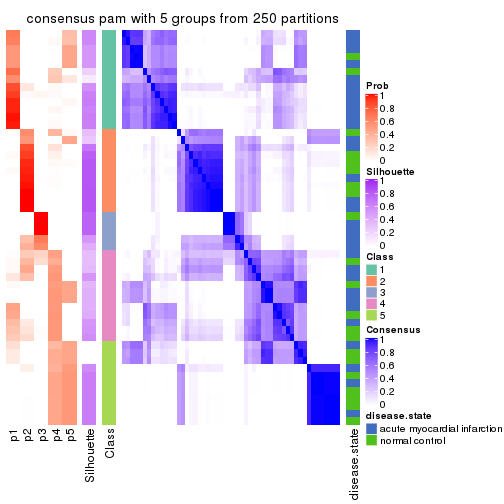 consensus pam with 5 groups from 250 partitions
Prob
1
0.8
0.6
0.4
0.2
0
Silhouette
1
0.8
0.6
0.4
0.2
0
Class
1
2
3
4
5
Consensus
1
0.8
0.6
0.4
0.2
0
disease.state
acute myocardial infarction
normal control
p1
p2
p3
p4
p5
Silhouette
Class
disease.state